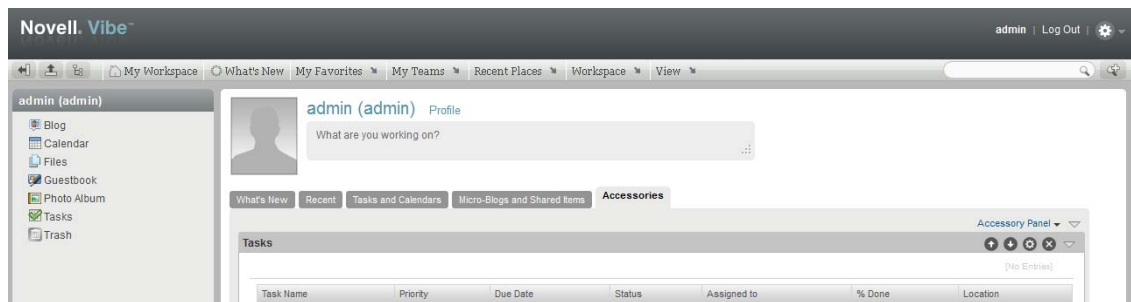 Novell. Vibe™
admin | Log Out |
My Workspace What's New My Favorites My Teams Recent Places Workspace View
admin (admin)
Blog
Calendar
Files
Guestbook
Photo Album
Tasks
Trash
admin (admin) Profile
What are you working on?
What's New Recent Tasks and Calendars Micro-Blogs and Shared Items Accessories
Accessory Panel
Tasks
[No Entries]
Task Name Priority Due Date Status Assigned to % Done Location